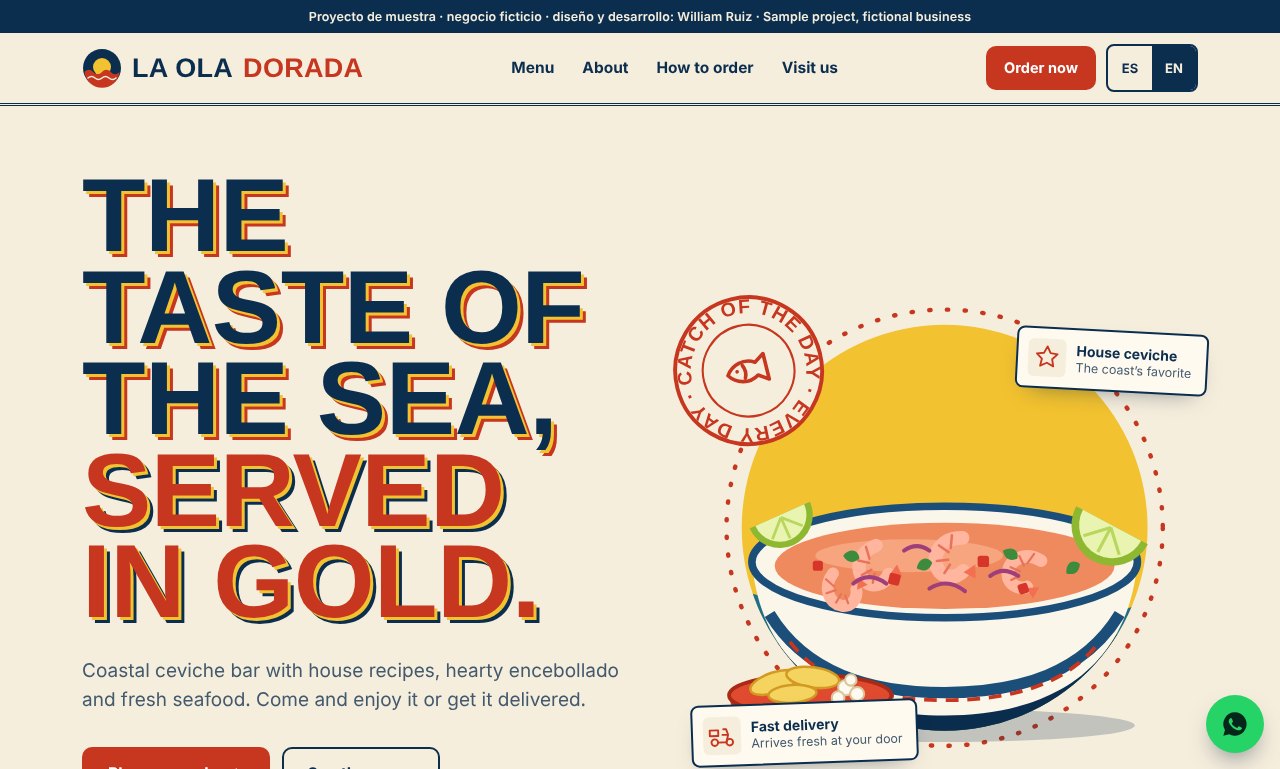 Proyecto de muestra · negocio ficticio · diseño y desarrollo: William Ruiz · Sample project, fictional business
LA OLA DORADA
Menu
About
How to order
Visit us
Order now
ES
EN
THE
TASTE OF
THE SEA,
SERVED
IN GOLD.
CATCH OF THE DAY · EVERY DAY ·
House ceviche
The coast's favorite
Coastal ceviche bar with house recipes, hearty encebollado
and fresh seafood. Come and enjoy it or get it delivered.
Fast delivery
Arrives fresh at your door